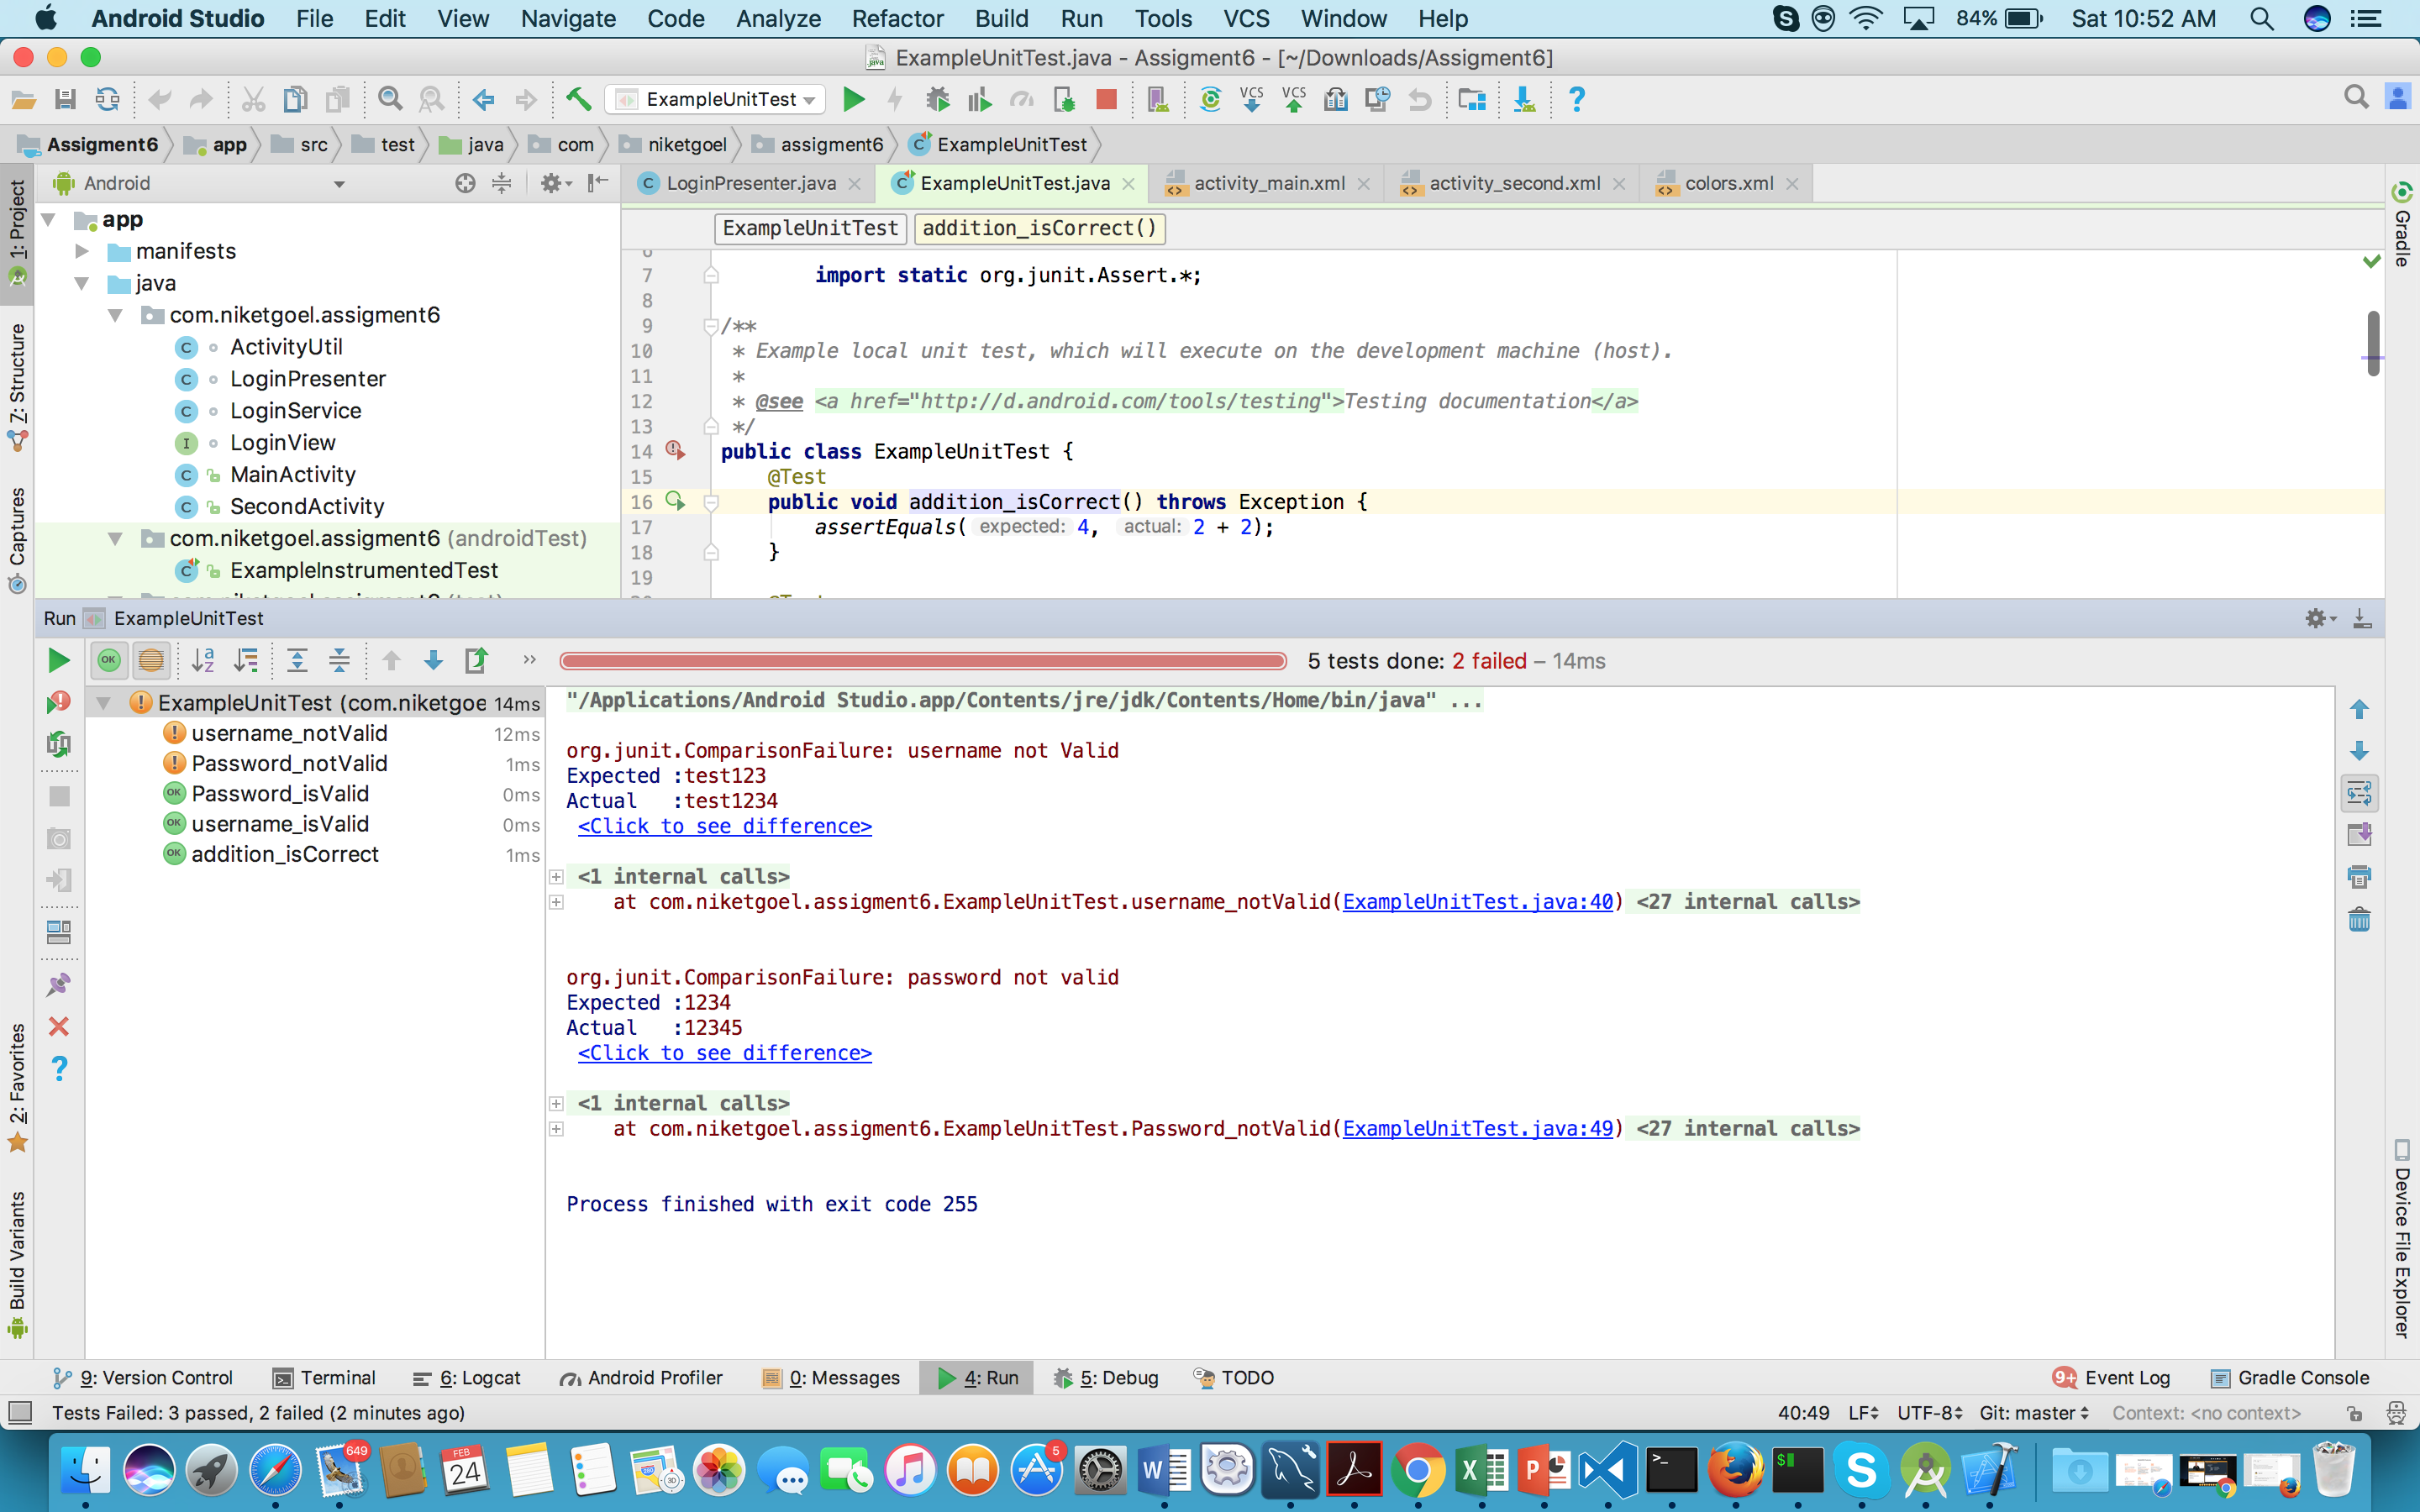 Android Studio File Edit View Navigate Code Analyze Refactor Build Run Tools VCS Window Help 84% Sat 10:52 AM
ExampleUnitTest.java - Assigment6 - [~/Downloads/Assigment6]
ExampleUnitTest VCS VCS ?
Assigment6 app src test java com niketgoel assigment6 ExampleUnitTest
Android
LoginPresenter.java ExampleUnitTest.java activity_main.xml activity_second.xml colors.xml
1: Project
Z: Structure
Captures
2: Favorites
Build Variants
Gradle
Device File Explorer
app
manifests
java
com.niketgoel.assigment6
ActivityUtil
LoginPresenter
LoginService
LoginView
MainActivity
SecondActivity
com.niketgoel.assigment6 (androidTest)
ExampleInstrumentedTest
ExampleUnitTest addition_isCorrect()
7 import static org.junit.Assert.*;
8
9 /**
10 * Example local unit test, which will execute on the development machine (host).
11 *
12 * @see <a href="http://d.android.com/tools/testing">Testing documentation</a>
13 */
14 public class ExampleUnitTest {
15 @Test
16 public void addition_isCorrect() throws Exception {
17 assertEquals( expected: 4, actual: 2 + 2);
18 }
19
Run ExampleUnitTest
5 tests done: 2 failed – 14ms
ExampleUnitTest (com.niketgoe 14ms
username_notValid 12ms
Password_notValid 1ms
OK Password_isValid 0ms
OK username_isValid 0ms
OK addition_isCorrect 1ms
"/Applications/Android Studio.app/Contents/jre/jdk/Contents/Home/bin/java" ...
org.junit.ComparisonFailure: username not Valid
Expected :test123
Actual :test1234
<Click to see difference>
<1 internal calls>
at com.niketgoel.assigment6.ExampleUnitTest.username_notValid(ExampleUnitTest.java:40) <27 internal calls>
org.junit.ComparisonFailure: password not valid
Expected :1234
Actual :12345
<Click to see difference>
<1 internal calls>
at com.niketgoel.assigment6.ExampleUnitTest.Password_notValid(ExampleUnitTest.java:49) <27 internal calls>
Process finished with exit code 255
9: Version Control Terminal 6: Logcat Android Profiler 0: Messages 4: Run 5: Debug TODO 9+ Event Log Gradle Console
Tests Failed: 3 passed, 2 failed (2 minutes ago) 40:49 LF UTF-8 Git: master Context: <no context>
649 FEB 24 5